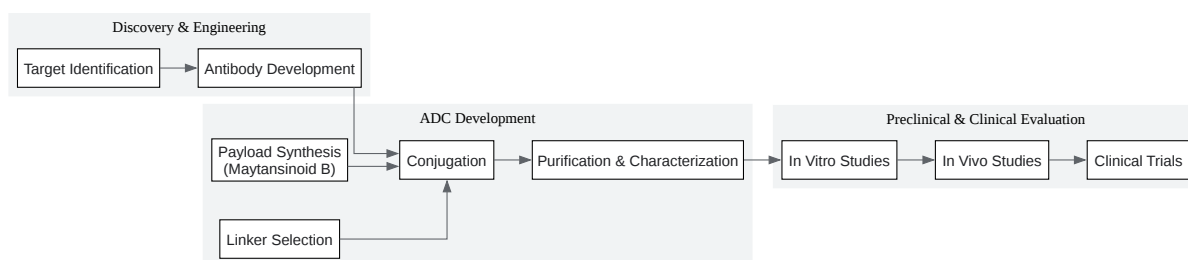 Discovery & Engineering
Target Identification
Antibody Development
ADC Development
Payload Synthesis
(Maytansinoid B)
Conjugation
Purification & Characterization
Linker Selection
Preclinical & Clinical Evaluation
In Vitro Studies
In Vivo Studies
Clinical Trials